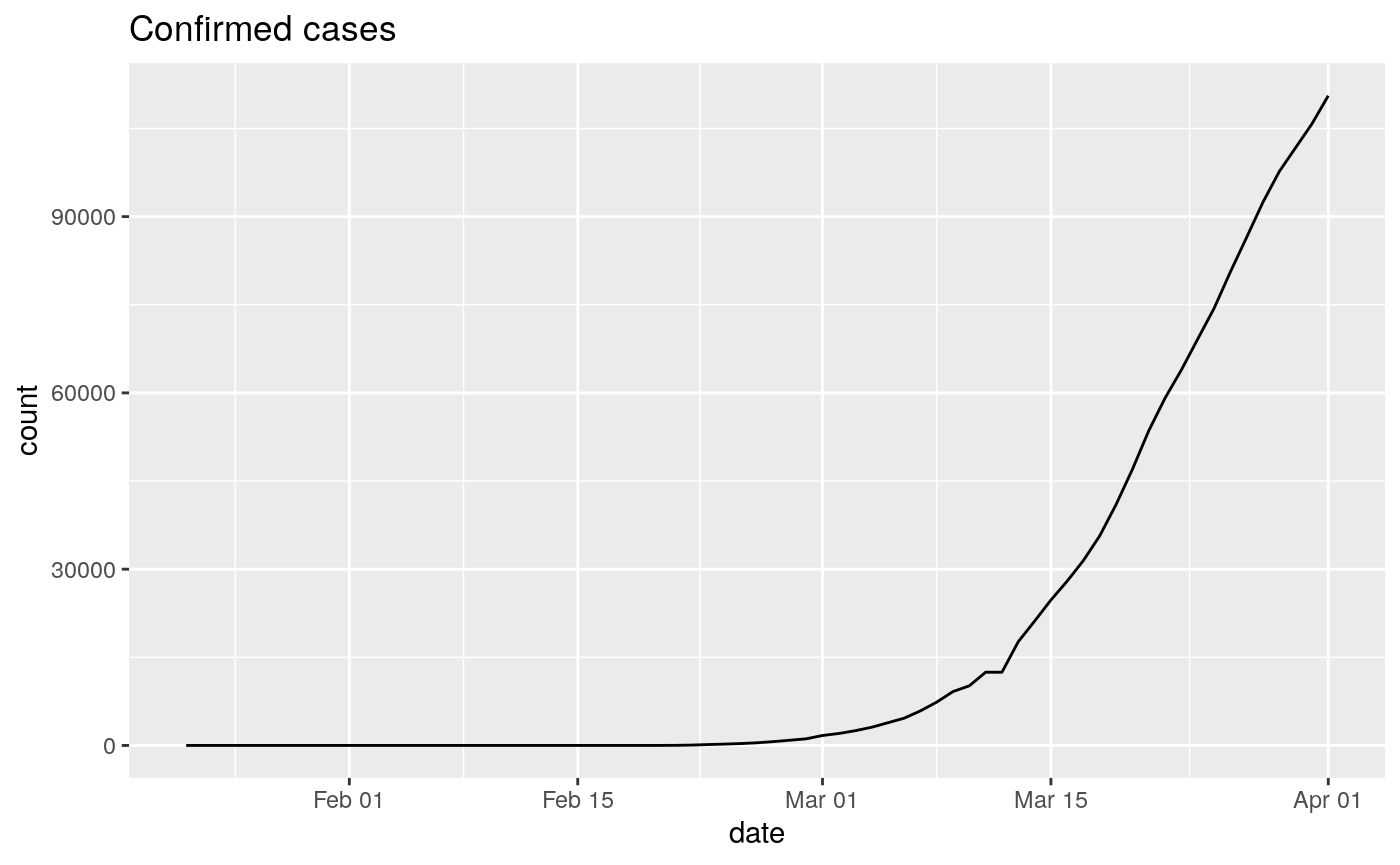 Confirmed cases
count
90000
60000
30000
0
Feb 01
Feb 15
Mar 01
Mar 15
Apr 01
date